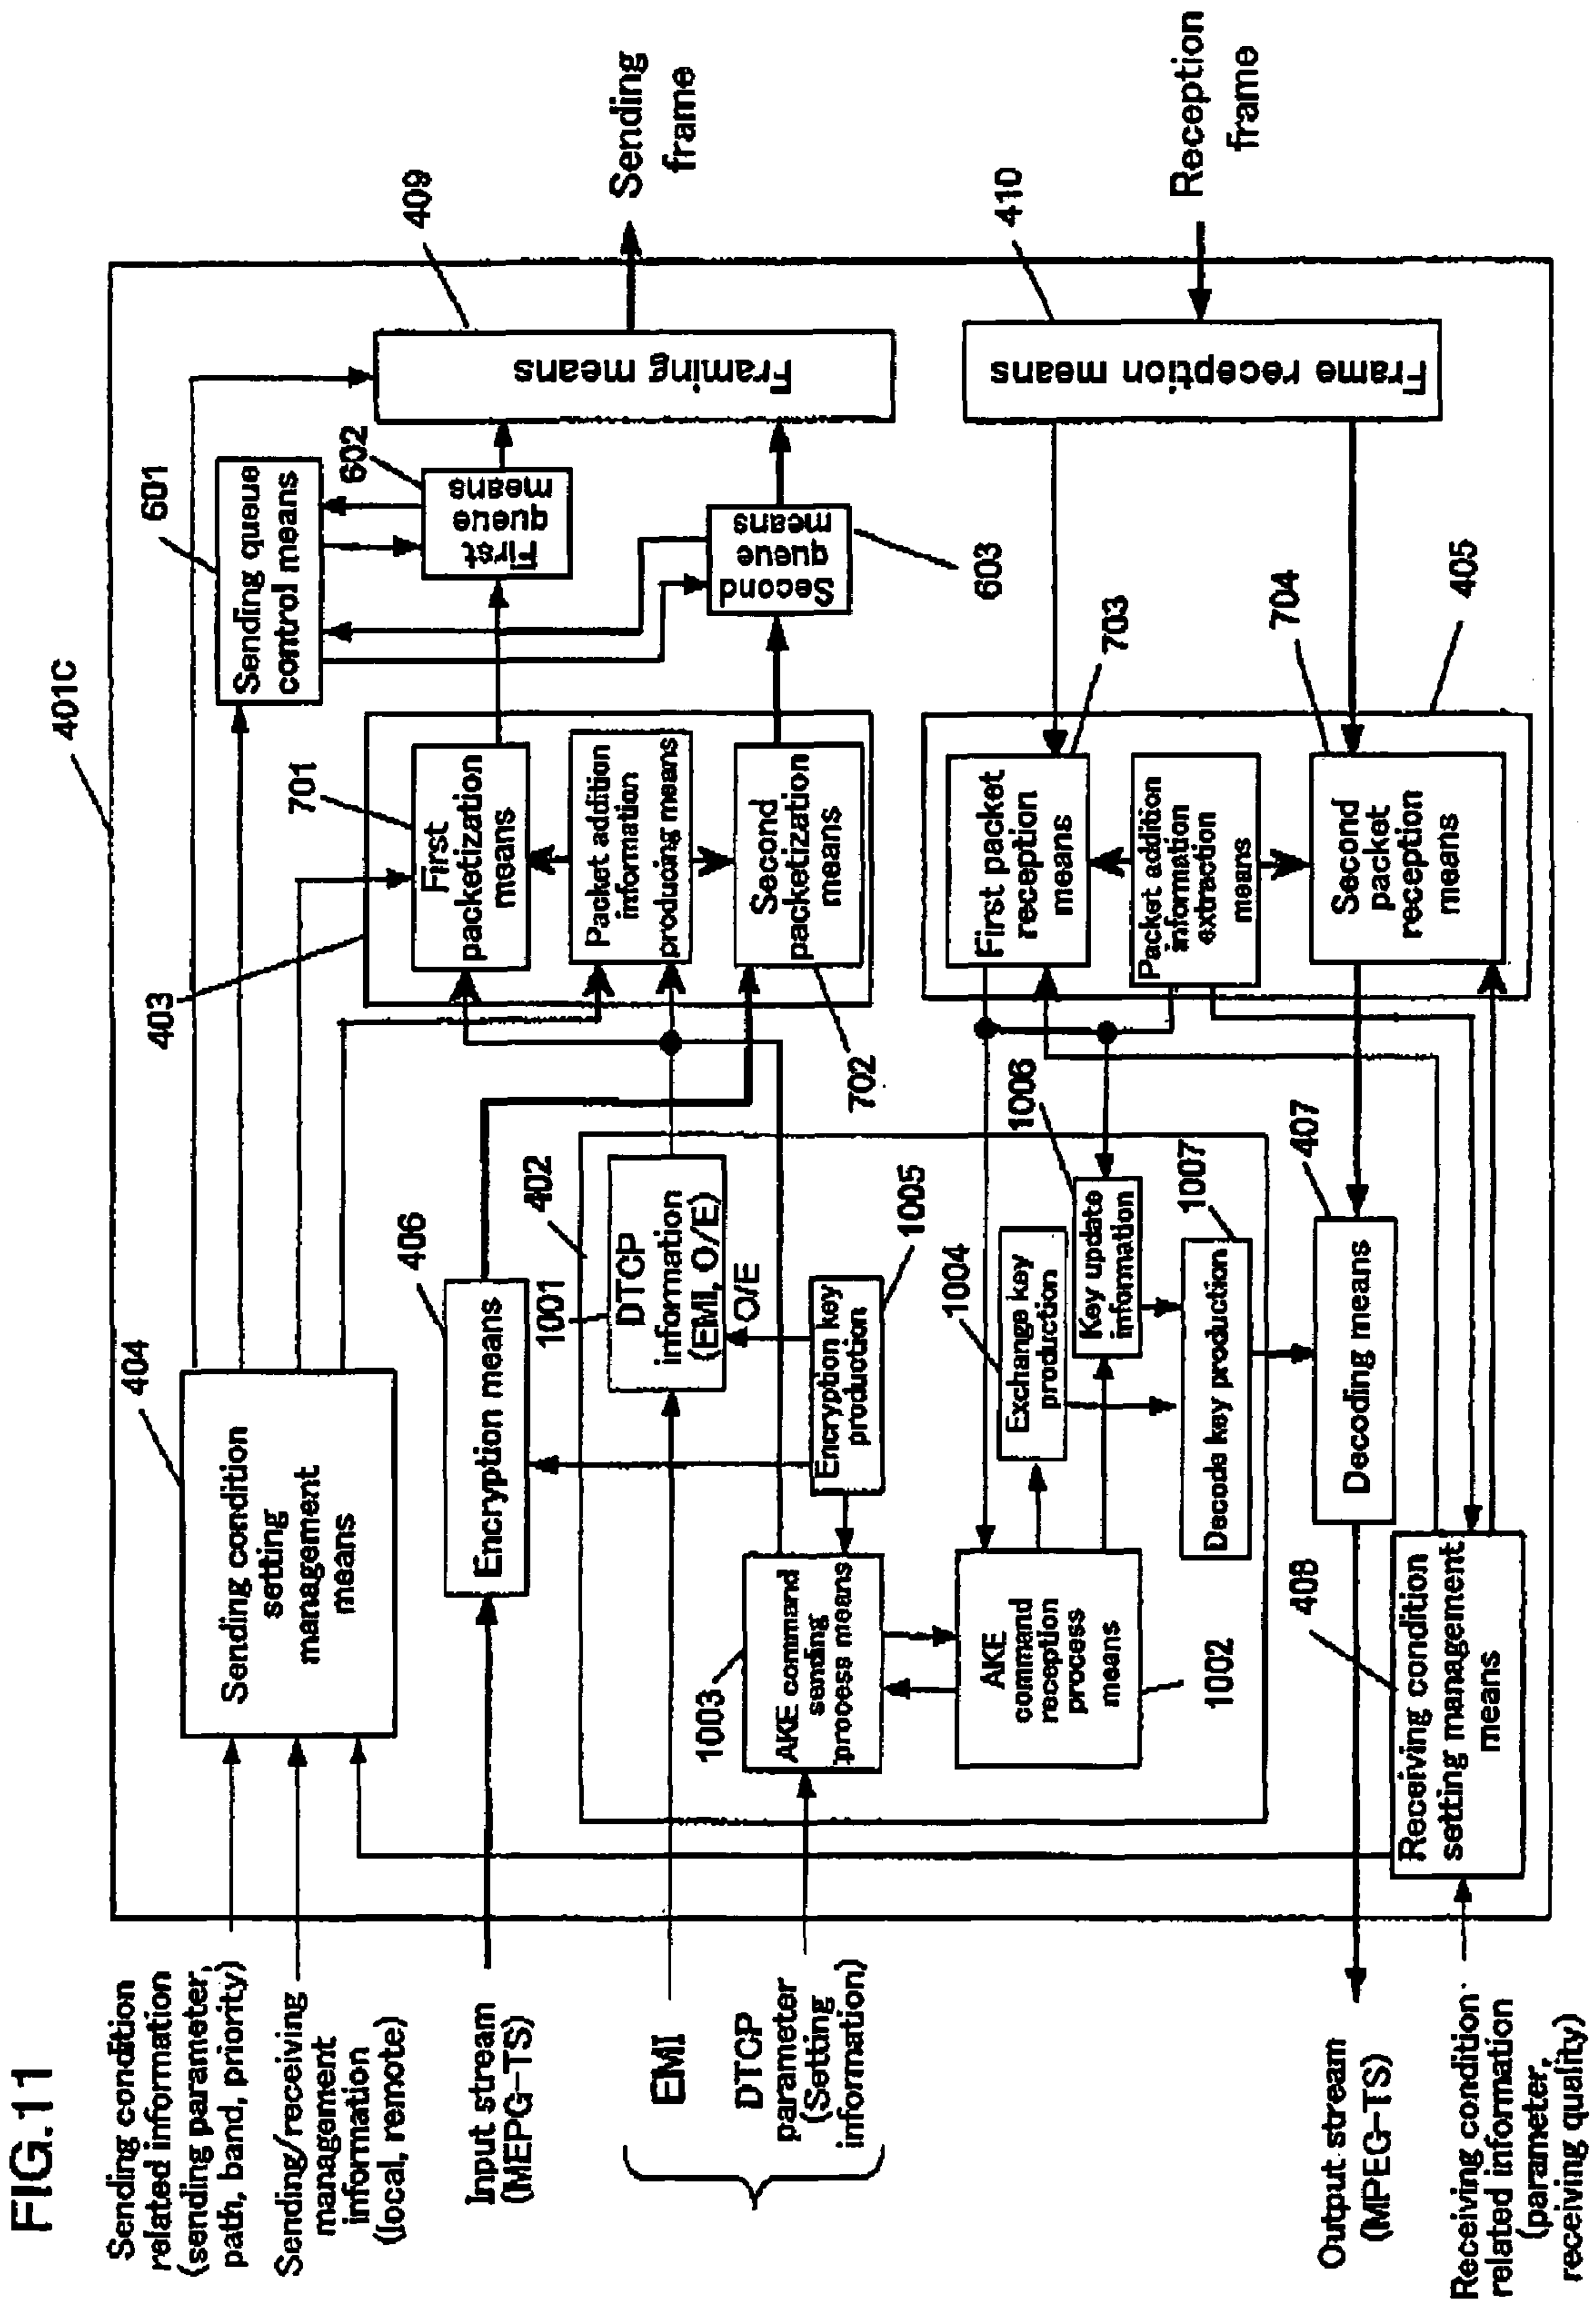 FIG.11
Sending condition
related information
(sending parameter,
path, band, priority)
Sending/receiving
management
information
(local, remote)
Input stream
(MEPG-TS)
EMI
DTCP
parameter
(Setting
information)
Output stream
(MPEG-TS)
Receiving condition
related information
(parameter,
receiving quality)
401C
404
Sending condition
setting
management
means
406
Encryption means
402
1001
DTCP
information
(EMI, O/E)
O/E
1005
Encryption key
production
1003
AKE command
sending
process means
1002
AKE
command
reception
process
means
1004
Exchange key
production
1006
Key update
information
1007
Decode key production
407
Decoding means
408
Receiving condition
setting management
means
403
701
First
packetization
means
Packet addition
information
producing means
702
Second
packetization
means
601
Sending queue
control means
602
First
queue
means
603
Second
queue
means
409
Framing means
Sending
frame
405
703
First packet
reception
means
Packet addition
information
extraction
means
704
Second
packet
reception
means
410
Frame reception means
Reception
frame